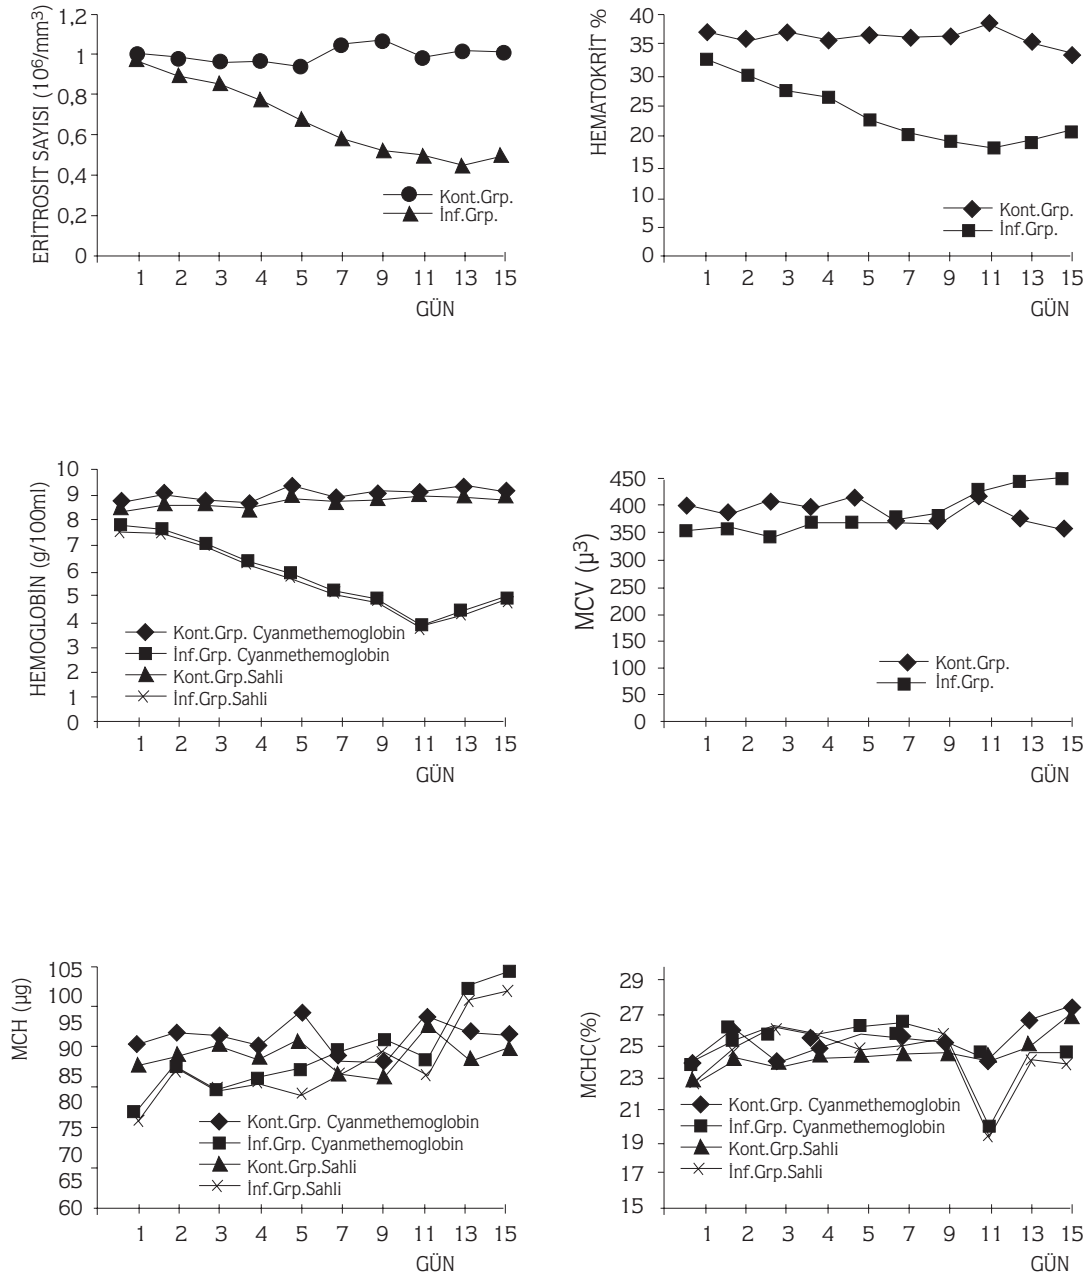 ERİTROSİT SAYISI (10⁶/mm³)
1,2
1
0,8
0,6
0,4
0,2
0
Kont.Grp.
İnf.Grp.
1 2 3 4 5 7 9 11 13 15
GÜN
HEMATOKRİT %
40
35
30
25
20
15
10
5
0
Kont.Grp.
İnf.Grp.
1 2 3 4 5 7 9 11 13 15
GÜN
HEMOGLOBİN (g/100ml)
10
9
8
7
6
5
4
3
2
1
0
Kont.Grp. Cyanmethemoglobin
İnf.Grp. Cyanmethemoglobin
Kont.Grp.Sahli
İnf.Grp.Sahli
1 2 3 4 5 7 9 11 13 15
GÜN
MCV (µ³)
450
400
350
300
250
200
150
100
50
0
Kont.Grp.
İnf.Grp.
1 2 3 4 5 7 9 11 13 15
GÜN
MCH (µg)
105
100
95
90
85
80
75
70
65
60
Kont.Grp. Cyanmethemoglobin
İnf.Grp. Cyanmethemoglobin
Kont.Grp.Sahli
İnf.Grp.Sahli
1 2 3 4 5 7 9 11 13 15
GÜN
MCHC(%)
29
27
25
23
21
19
17
15
Kont.Grp. Cyanmethemoglobin
İnf.Grp. Cyanmethemoglobin
Kont.Grp.Sahli
İnf.Grp.Sahli
1 2 3 4 5 7 9 11 13 15
GÜN